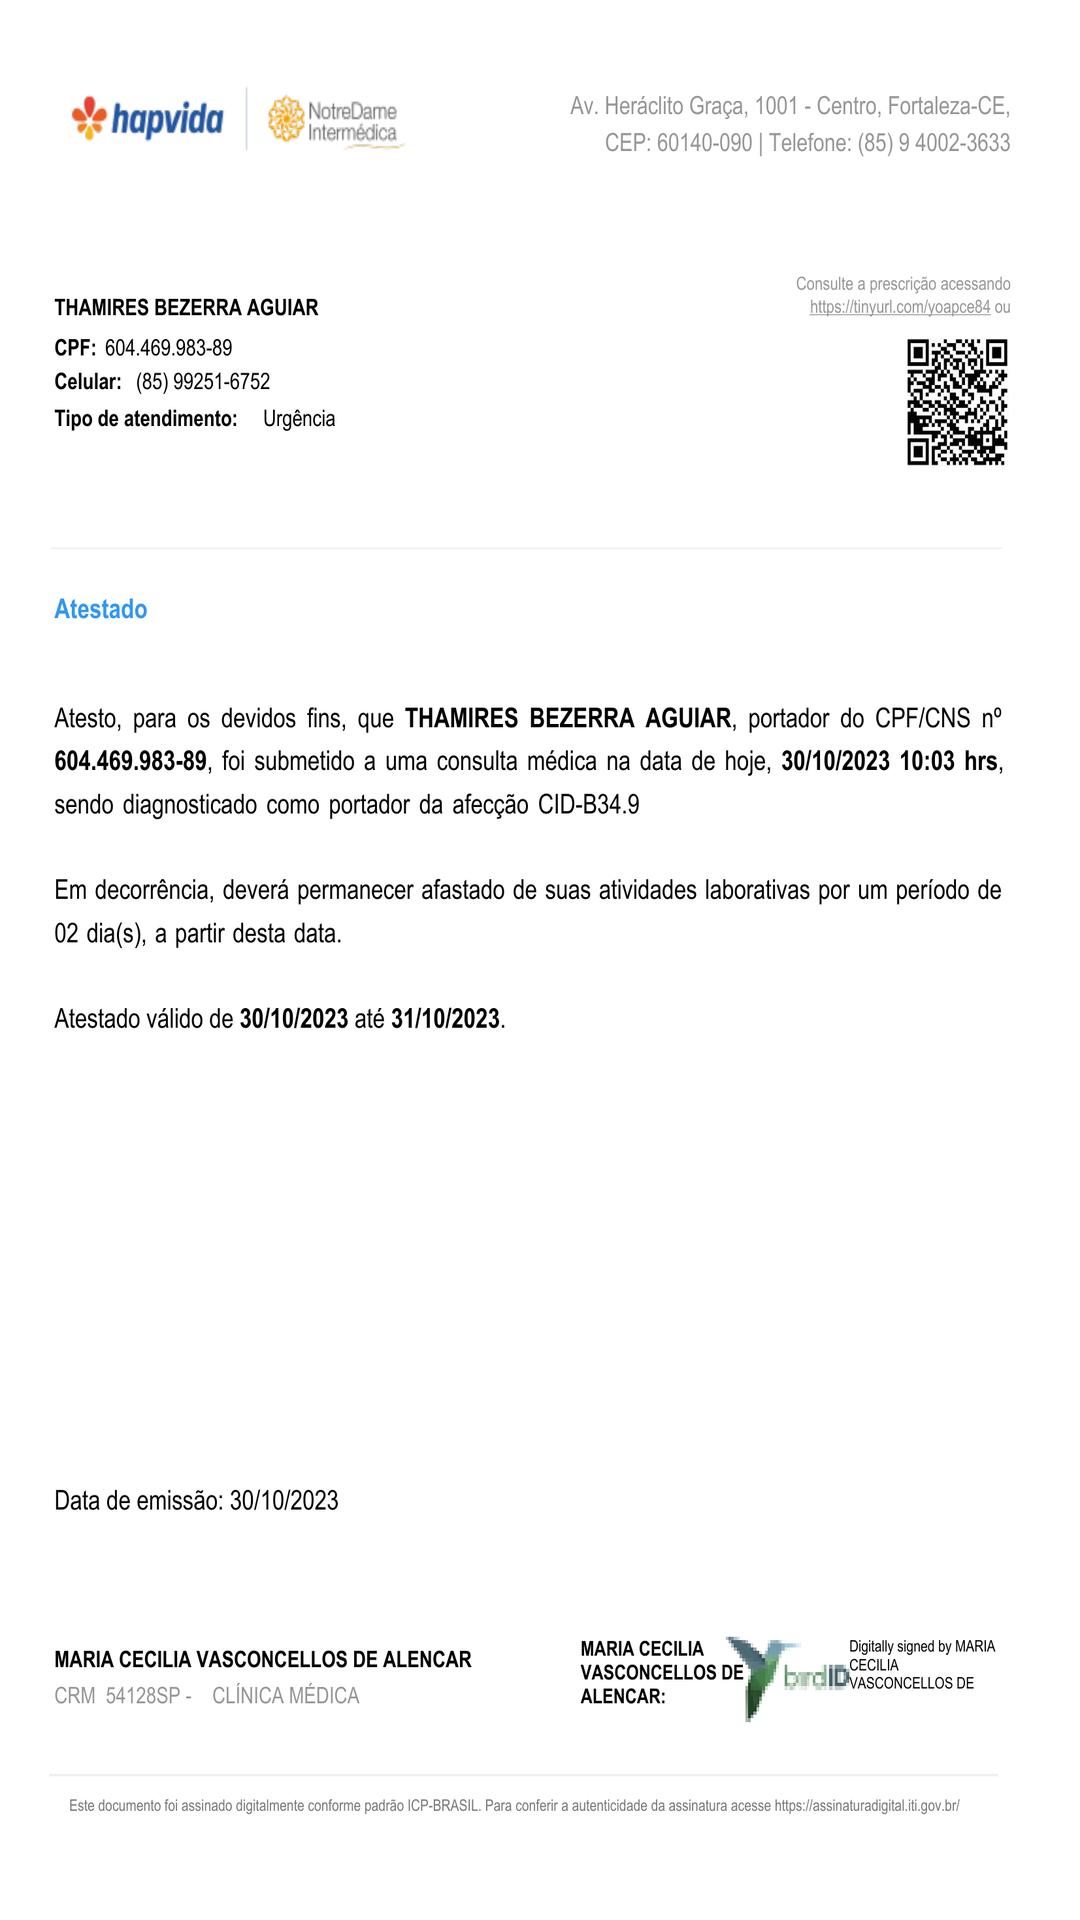 hapvida
NotreDame
Intermédica
Av. Heráclito Graça, 1001 - Centro, Fortaleza-CE,
CEP: 60140-090 | Telefone: (85) 9 4002-3633
Consulte a prescrição acessando
https://tinyurl.com/yoapce84 ou
THAMIRES BEZERRA AGUIAR
CPF: 604.469.983-89
Celular: (85) 99251-6752
Tipo de atendimento: Urgência
Atestado
Atesto, para os devidos fins, que THAMIRES BEZERRA AGUIAR, portador do CPF/CNS nº
604.469.983-89, foi submetido a uma consulta médica na data de hoje, 30/10/2023 10:03 hrs,
sendo diagnosticado como portador da afecção CID-B34.9
Em decorrência, deverá permanecer afastado de suas atividades laborativas por um período de
02 dia(s), a partir desta data.
Atestado válido de 30/10/2023 até 31/10/2023.
Data de emissão: 30/10/2023
MARIA CECILIA VASCONCELLOS DE ALENCAR
CRM 54128SP - CLÍNICA MÉDICA
MARIA CECILIA
VASCONCELLOS DE
ALENCAR:
birdID
Digitally signed by MARIA
CECILIA
VASCONCELLOS DE
Este documento foi assinado digitalmente conforme padrão ICP-BRASIL. Para conferir a autenticidade da assinatura acesse https://assinaturadigital.iti.gov.br/